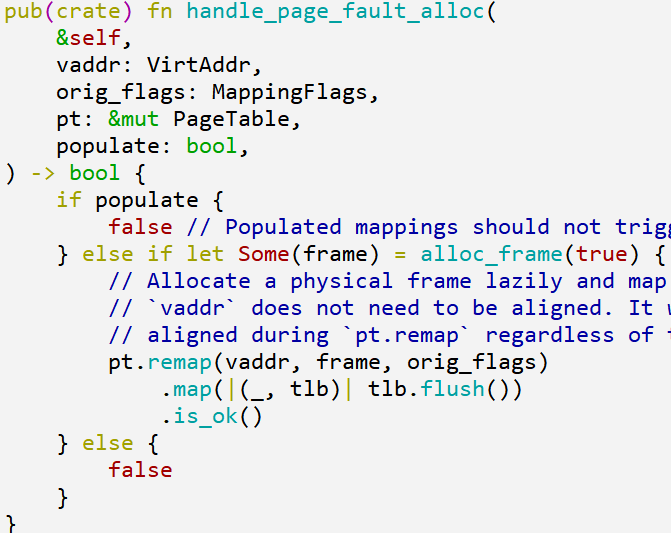 pub(crate) fn handle_page_fault_alloc(
    &self,
    vaddr: VirtAddr,
    orig_flags: MappingFlags,
    pt: &mut PageTable,
    populate: bool,
) -> bool {
    if populate {
        false // Populated mappings should not
    } else if let Some(frame) = alloc_frame(true) {
        // Allocate a physical frame lazily and map
        // `vaddr` does not need to be aligned. It
        // aligned during `pt.remap` regardless of
        pt.remap(vaddr, frame, orig_flags)
            .map(|(_, tlb)| tlb.flush())
            .is_ok()
    } else {
        false
    }
}